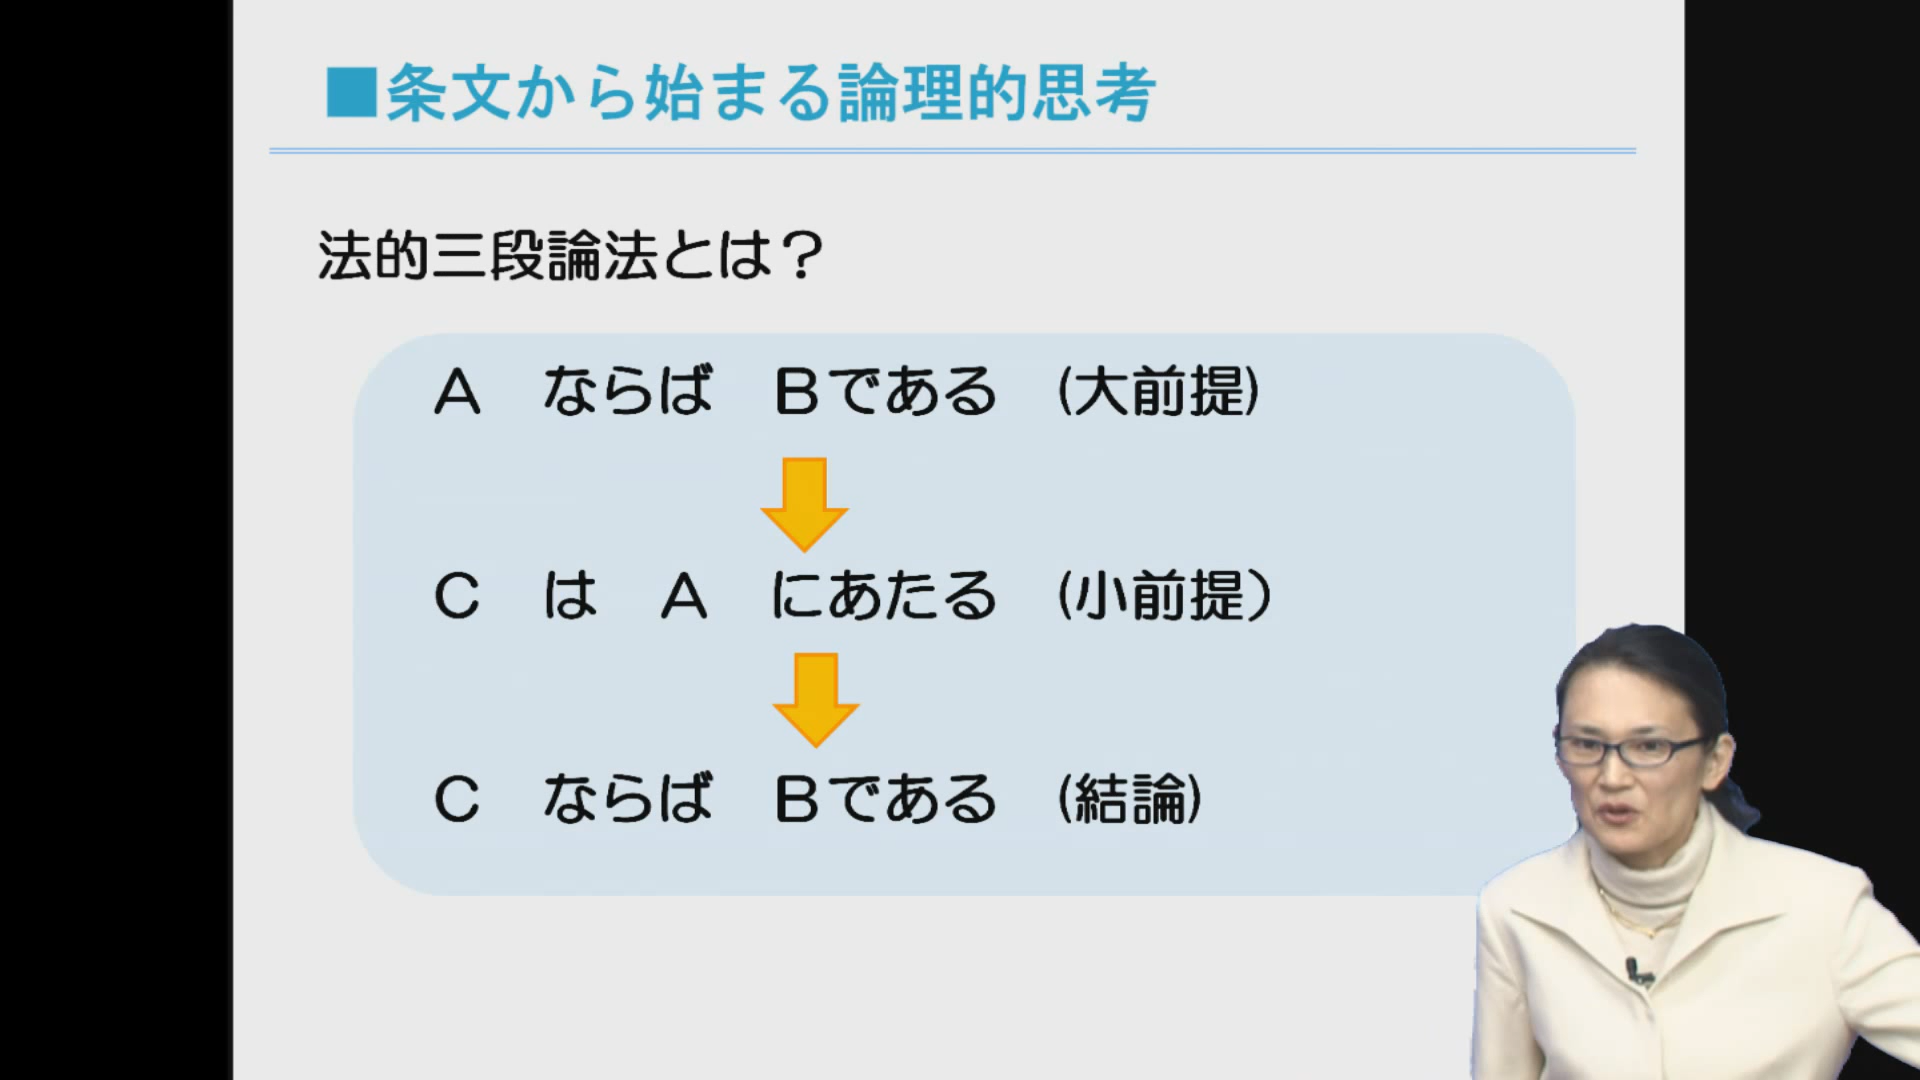 ■条文から始まる論理的思考
法的三段論法とは？
A　ならば　Bである　(大前提)
C　は　A　にあたる　(小前提）
C　ならば　Bである　(結論)